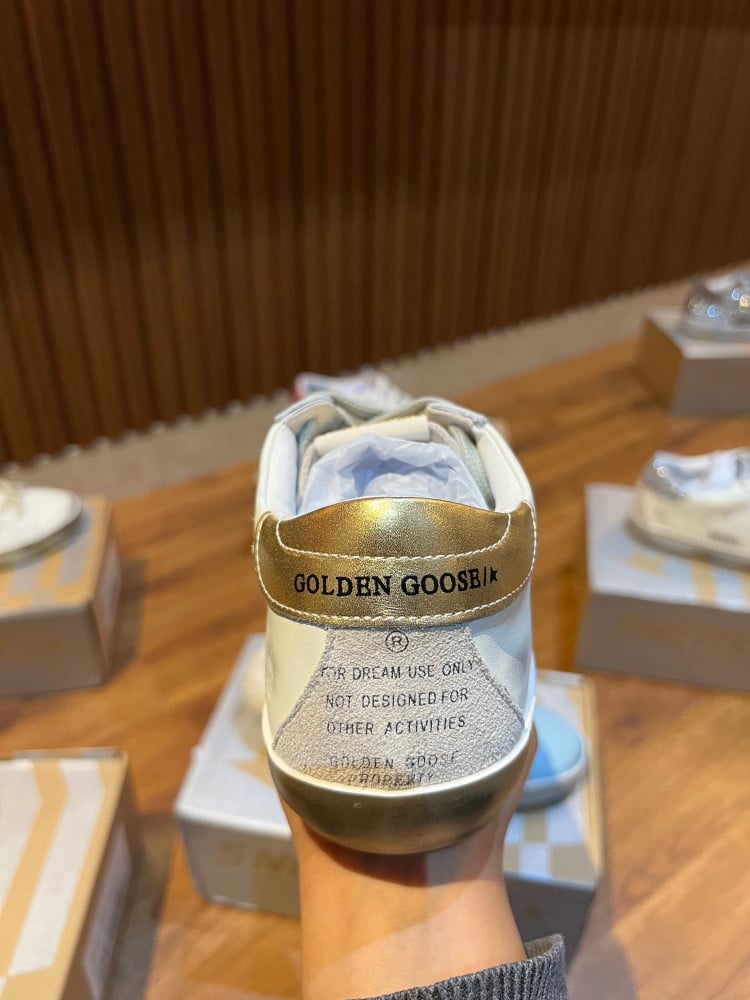 GOLDEN GOOSE/★
®
FOR DREAM USE ONLY
NOT DESIGNED FOR
OTHER ACTIVITIES
GOLDEN GOOSE
PROPERTY